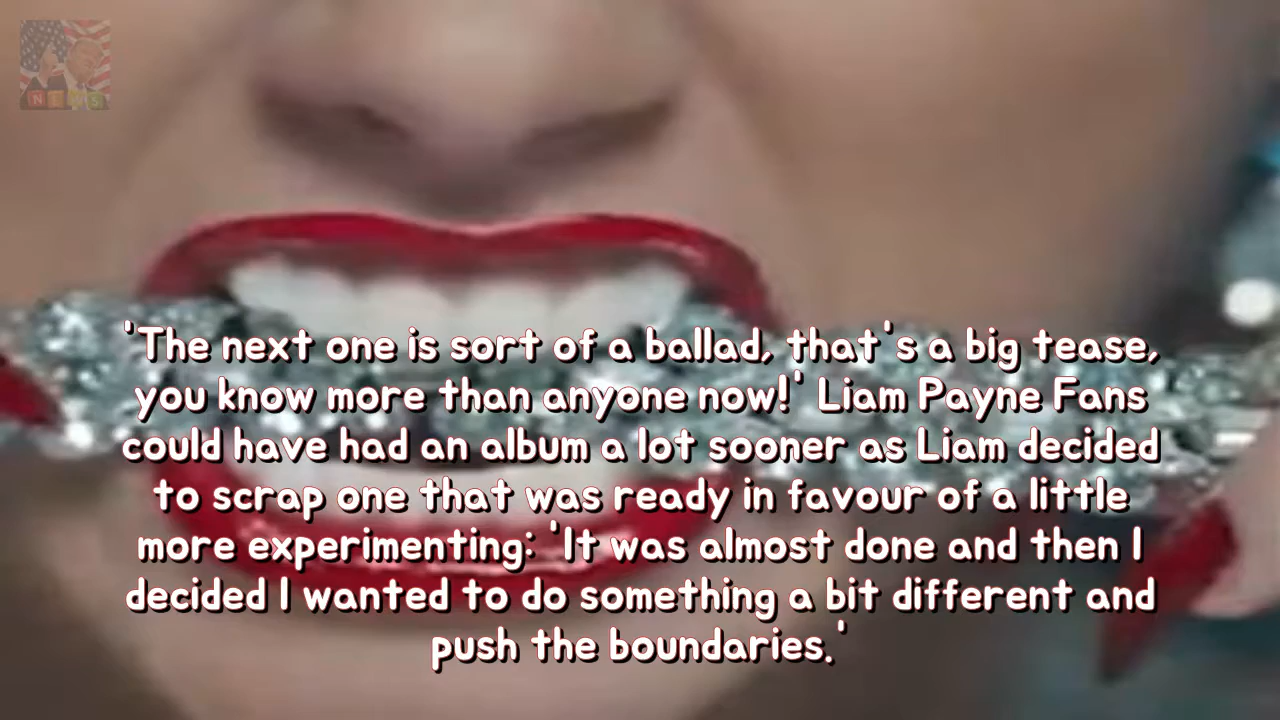 NEWS
'The next one is sort of a ballad, that's a big tease,
you know more than anyone now!' Liam Payne Fans
could have had an album a lot sooner as Liam decided
to scrap one that was ready in favour of a little
more experimenting: 'It was almost done and then I
decided I wanted to do something a bit different and
push the boundaries.'